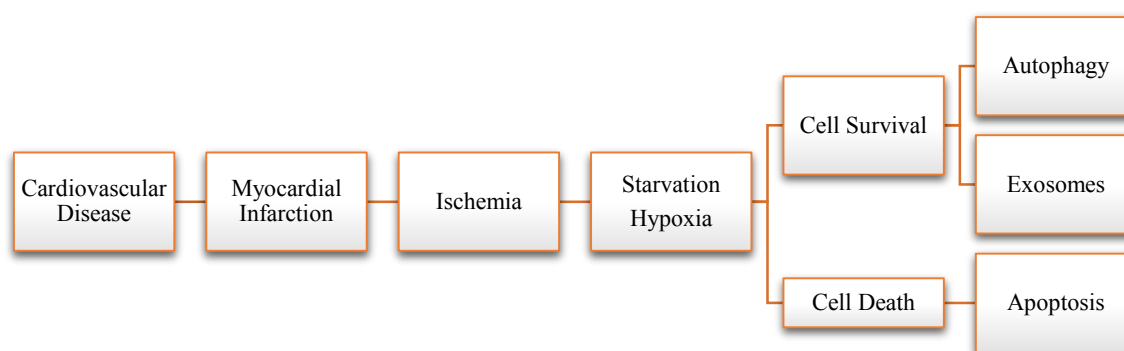 Cardiovascular
Disease
Myocardial
Infarction
Ischemia
Starvation
Hypoxia
Cell Survival
Autophagy
Exosomes
Cell Death
Apoptosis